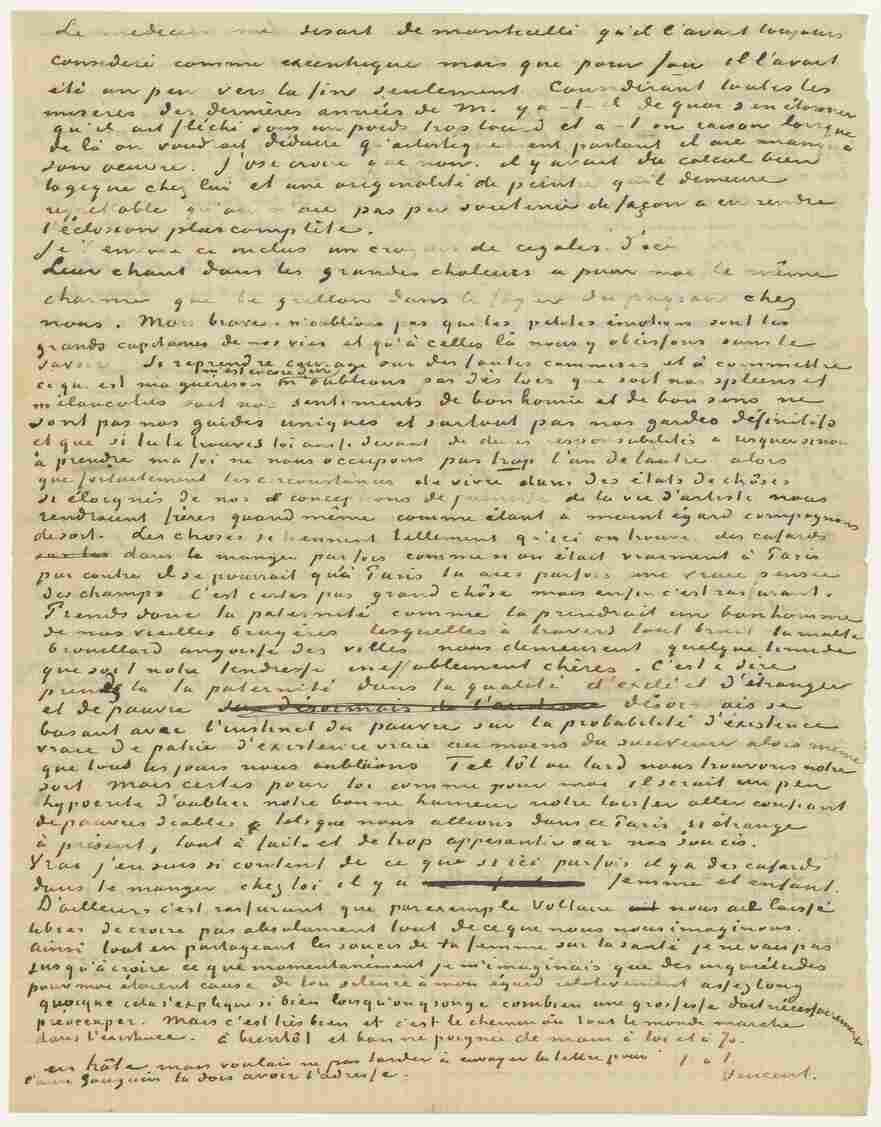 Le medecin me disait de monticelli qu'il l'avait toujours
consideré comme excentrique mais que pour fou il l'avait
été un peu vers la fin seulement. Considérant toutes les
misères des dernières années de M. y a-t-il de quoi s'en étonner
qu'il ait fléchi sous un poids trop lourd et a-t-on raison lorsque
de là on voudrait déduire qu'artistiquement parlant il ait manqué
son oeuvre. J'ose croire que non. il y avait du calcul bien
logique chez lui et une originalité de peintre qu'il demeure
regrettable qu'on n'aie pas pu soutenir de façon a en rendre
l'éclosion plus complète.
Je t'envoie ci inclus un croquis de cigales d'ici
Leur chant dans les grandes chaleurs a pour moi le même
charme que le grillon dans le foyer du paysan chez
nous. Mon brave. n'oublions pas que les petites émotions sont les
grands capitaines de nos vies et qu'à celles là nous y obéissons sans le
savoir. Si reprendre courage sur des fautes commises et à commettre
ce qui est ma guerison m'est encore dur n'oublions pas dès lors que soit nos spleens et
mélancolies soit nos sentiments de bonhomie et de bon sens ne
sont pas nos guides uniques et surtout pas nos gardes définitifs
et que si tu te trouves toi aussi devant de dures responsabilités a risquer sinon
à prendre ma foi ne nous occupons pas trop l'un de l'autre alors
que fortuitement les circonstances de vivre dans des états de chôses
si éloignés de nos conceptions de jeunesse de la vie d'artiste nous
rendraient frères quand même comme étant à maint égard compagnons
de sort. Les choses se tiennent tellement qu'ici on trouve des cafards
sur les dans le manger parfois comme si on était vraiment à Paris
par contre il se pourrait qu'à Paris tu aies parfois une vraie pensée
des champs. C'est certes pas grand chôse mais enfin c'est rassurant.
Prends donc ta paternité comme la prendrait un bonhomme
de nos vieilles bruyères lesquelles à travers tout bruit tumulte
brouillard angoisse des villes nous demeurent quelque timide
que soit notre tendresse ineffablement chères. C'est à dire
prends la ta paternité dans ta qualité d'exilé et d'étranger
et de pauvre désormais se
basant avec l'instinct du pauvre sur la probabilité d'existence
vraie de patrie d'existence vraie au moins du souvenir alors même
que tous les jours nous oublions. Tel tôt ou tard nous trouvons notre
sort mais certes pour toi comme pour moi il serait un peu
hypocrite d'oublier notre bonne humeur notre laisser aller confiant
de pauvres diables lorsque nous allions dans ce Paris si étrange
à présent, tout à fait et de trop appesantir sur nos soucis.
Vrai j'en suis si content de ce que si ici parfois il y a des cafards
dans le manger chez toi il y a femme et enfant.
D'ailleurs c'est rassurant que par exemple Voltaire nous ait laissé
libres de croire pas absolument tout de ce que nous nous imaginons.
Ainsi tout en partageant les soucis de ta femme sur ta santé je ne vais pas
jusqu'à croire ce que momentanément je m'imaginais que des inquiétudes
pour moi étaient cause de ton silence à mon égard relativement assez long
quoique cela s'explique si bien lorsqu'on songe combien une grossesse doit nécessairement
préoccuper. Mais c'est très bien et c'est le chemin où tout le monde marche
dans l'existence. à bientôt et bonne poignée de main à toi et à Jo.
en hâte mais voulais ne pas tarder à envoyer la lettre pour
l'ami Gauguin tu dois avoir l'adresse. Vincent.